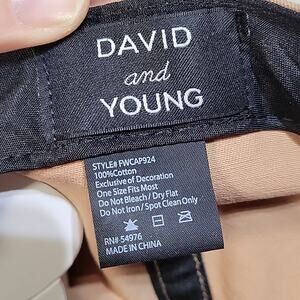 DAVID
and
YOUNG
STYLE# FWCAP924
100%Cotton
Exclusive of Decoration
One Size Fits Most
Do Not Bleach / Dry Flat
Do Not Iron / Spot Clean Only
RN# 54976
MADE IN CHINA